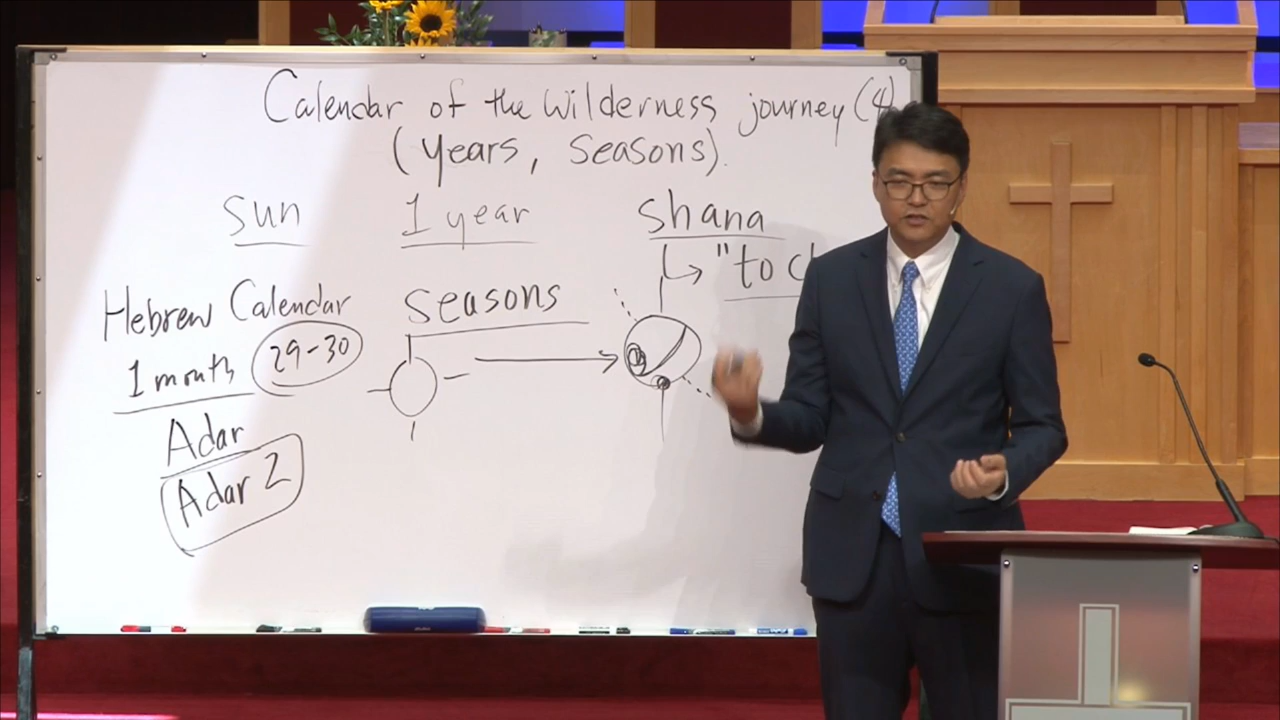 Calendar of the Wilderness journey (4)
(years, seasons).
sun 1 year shana
"to
Hebrew Calendar seasons
1 month 29-30
Adar
Adar 2